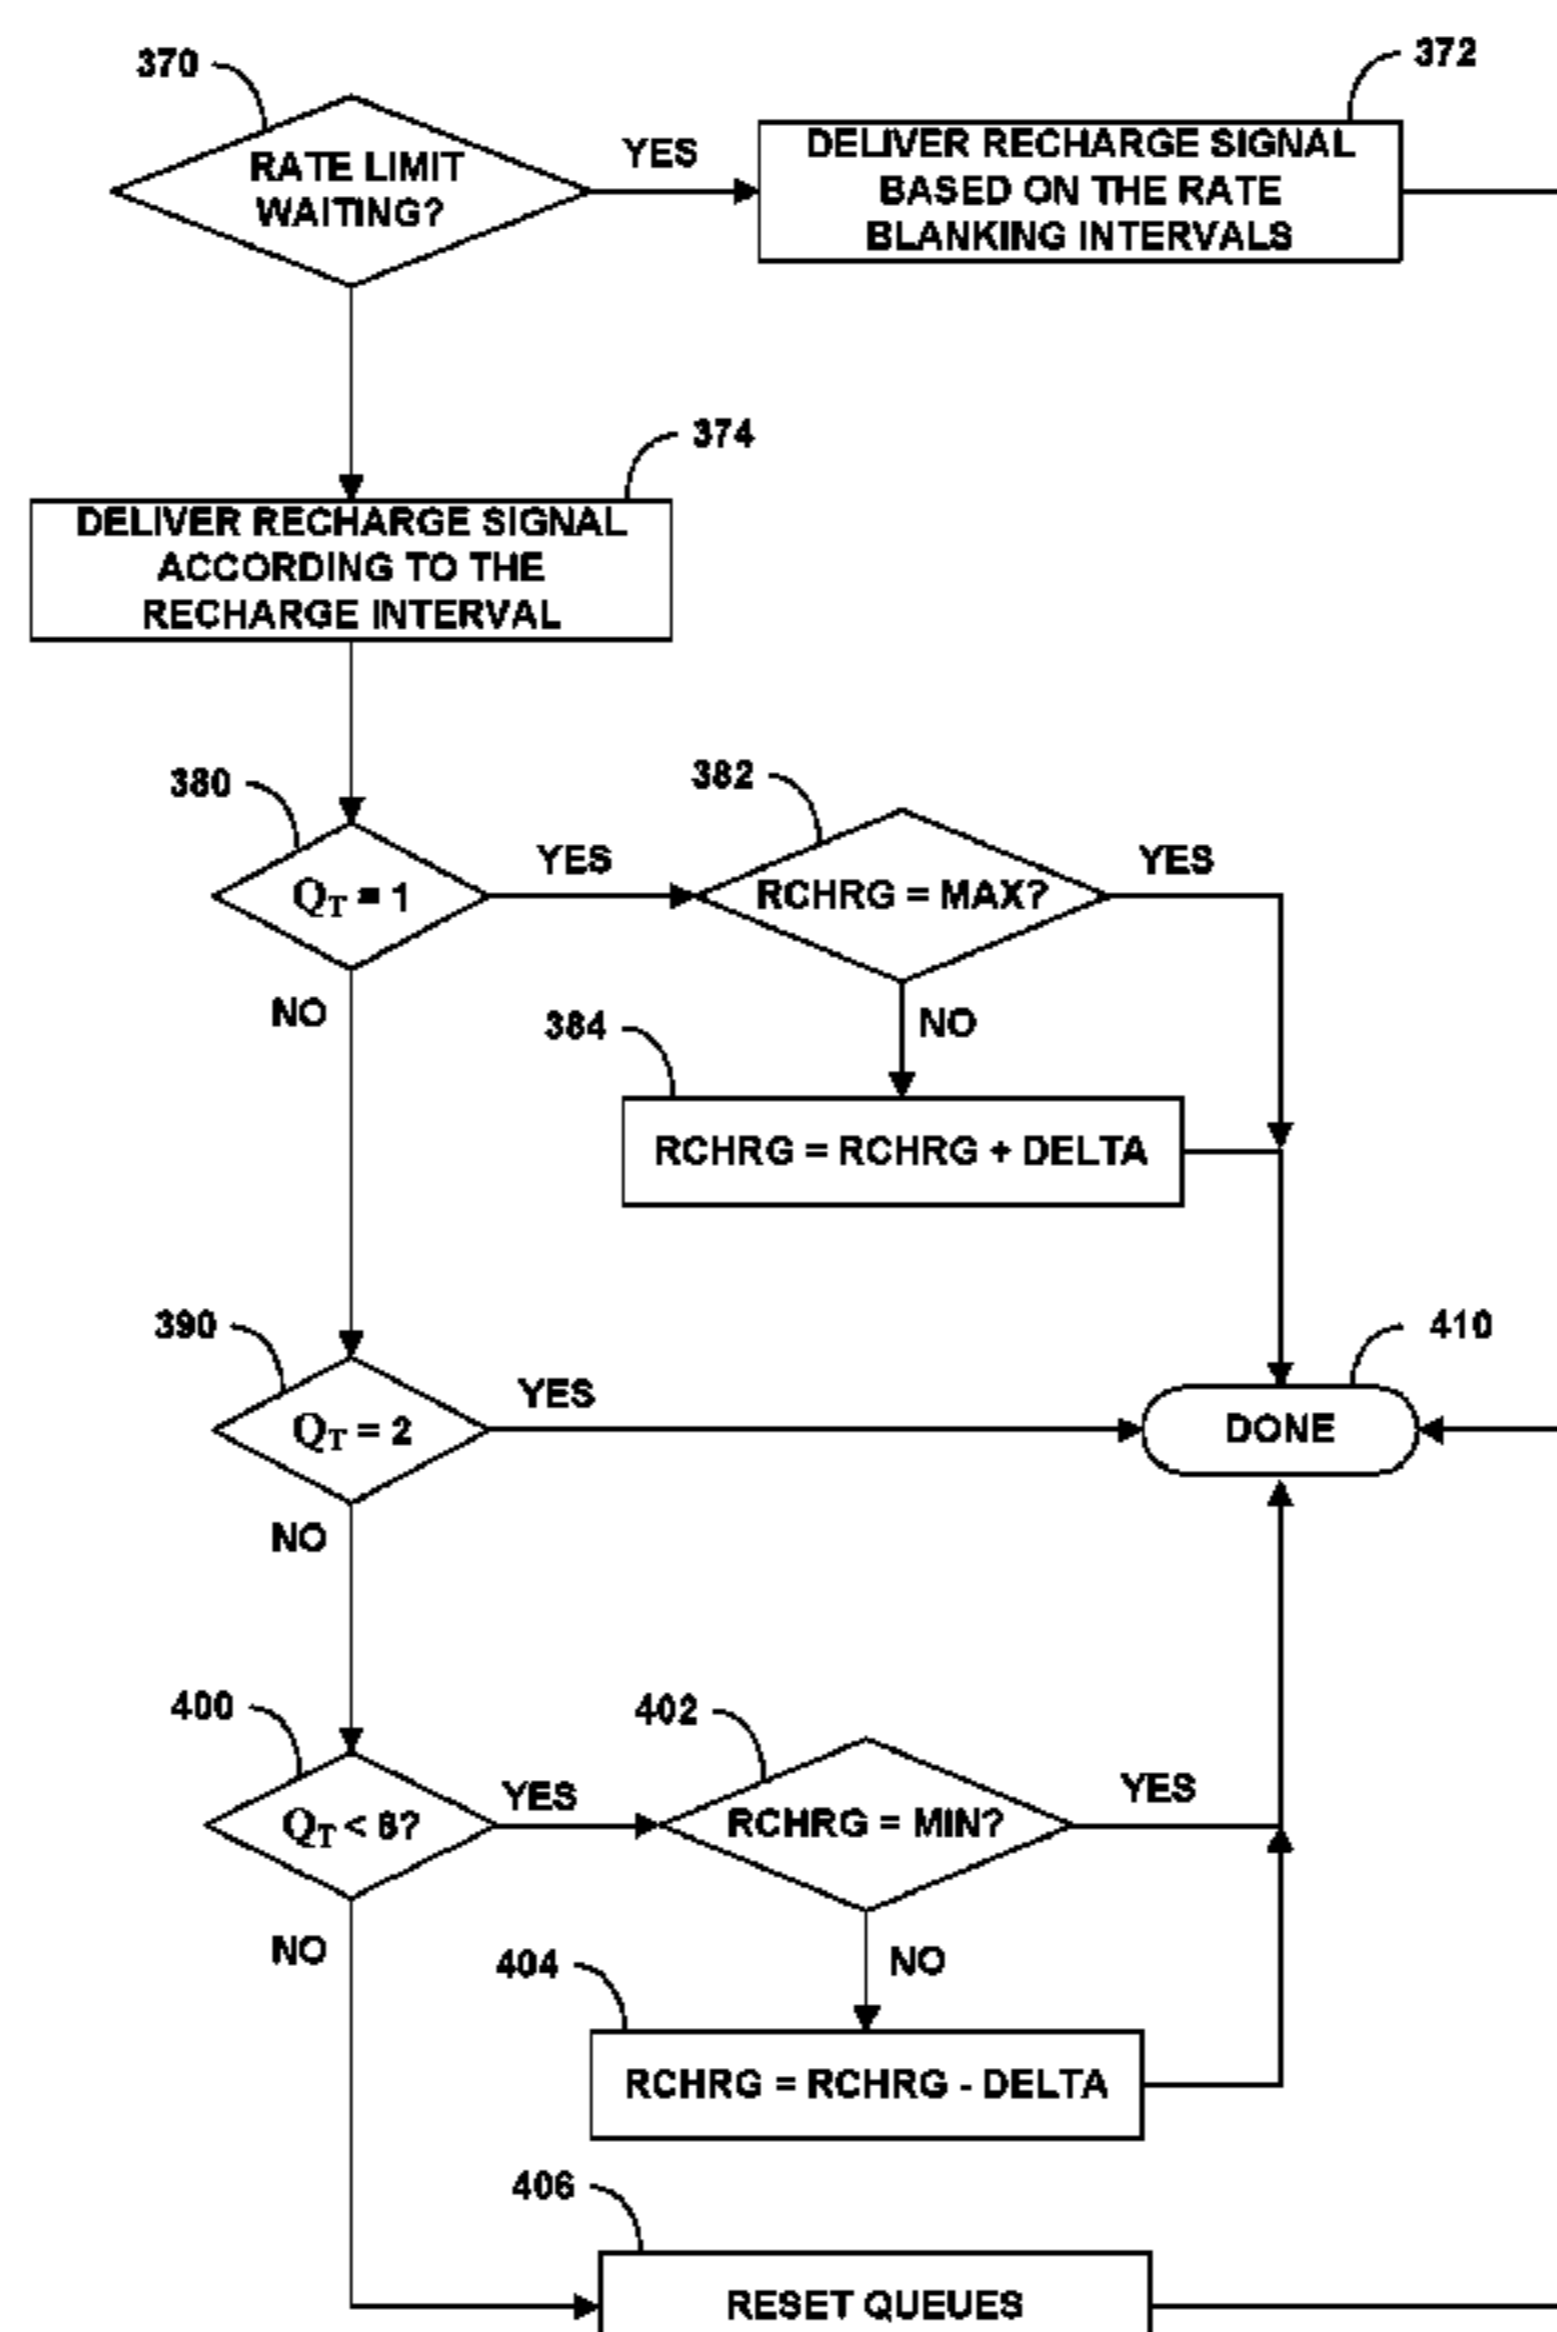 370
372
RATE LIMIT
WAITING?
YES
DELIVER RECHARGE SIGNAL
BASED ON THE RATE
BLANKING INTERVALS
374
DELIVER RECHARGE SIGNAL
ACCORDING TO THE
RECHARGE INTERVAL
380
382
QT = 1
YES
RCHRG = MAX?
YES
NO
NO
384
RCHRG = RCHRG + DELTA
390
410
QT = 2
YES
DONE
NO
400
402
QT < 8?
YES
RCHRG = MIN?
YES
NO
NO
404
RCHRG = RCHRG - DELTA
406
RESET QUEUES